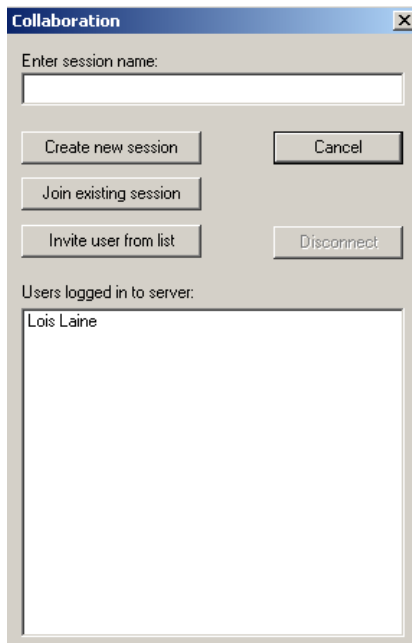 Collaboration
Enter session name:
Create new session
Cancel
Join existing session
Invite user from list
Disconnect
Users logged in to server:
Lois Laine